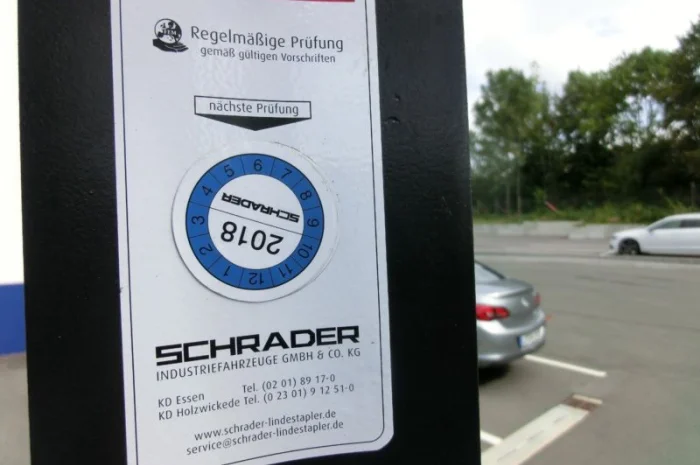 Regelmäßige Prüfung
gemäß gültigen Vorschriften
nächste Prüfung
1 2 3 4 5 6 7 8 9 10 11 12
SCHRADER
2018
SCHRADER
INDUSTRIEFAHRZEUGE GMBH & CO. KG
KD Essen Tel. (02 01) 89 17-0
KD Holzwickede Tel. (0 23 01) 9 12 51-0
www.schrader-lindestapler.de
service@schrader-lindestapler.de